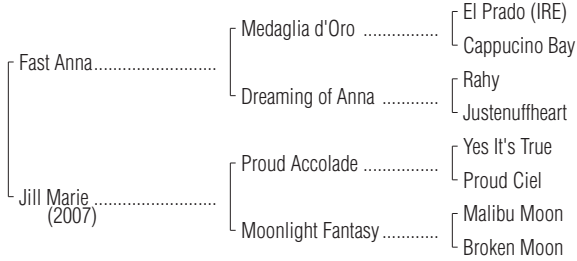 El Prado (IRE)
Medaglia d'Oro ..................
Cappucino Bay
Fast Anna.............................
Rahy
Dreaming of Anna .............
Justenuffheart
Yes It's True
Proud Accolade ..................
Proud Ciel
Jill Marie .............................
(2007)
Malibu Moon
Moonlight Fantasy.............
Broken Moon